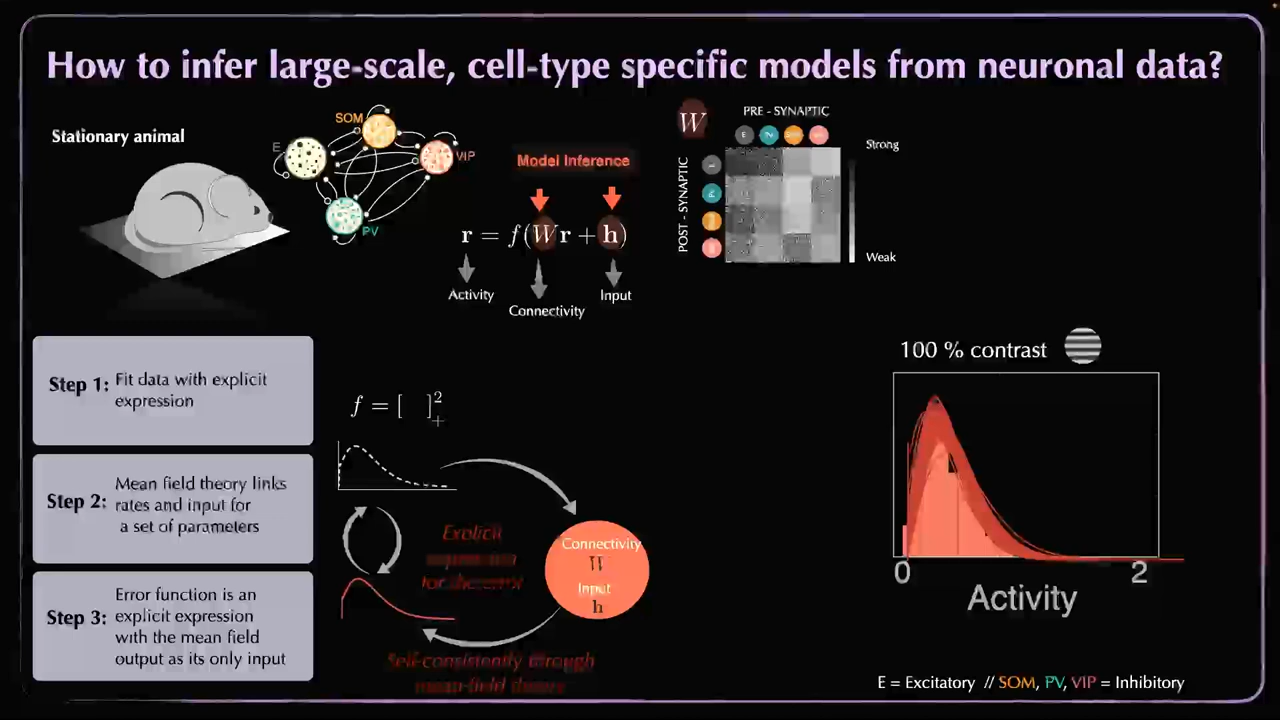 How to infer large-scale, cell-type specific models from neuronal data?
Stationary animal
E
SOM
VIP
PV
Model Inference
r = f(Wr + h)
Activity
Connectivity
Input
W
PRE - SYNAPTIC
POST - SYNAPTIC
Strong
Weak
Step 1: Fit data with explicit
expression
Step 2: Mean field theory links
rates and input for
a set of parameters
Step 3: Error function is an
explicit expression
with the mean field
output as its only input
f = [ ]²₊
Explicit
expression
for the error
Connectivity
W
Input
h
Self-consistently through
mean-field theory
100 % contrast
0
2
Activity
E = Excitatory // SOM, PV, VIP = Inhibitory